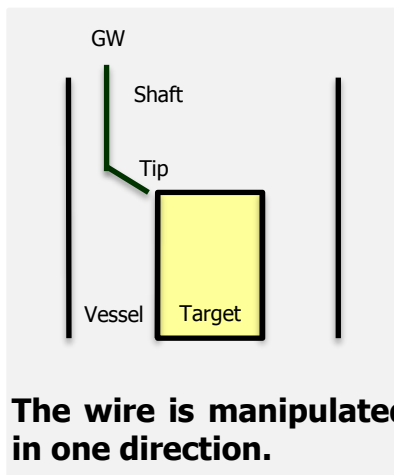 GW
Shaft
Tip
Vessel Target
The wire is manipulated
in one direction.